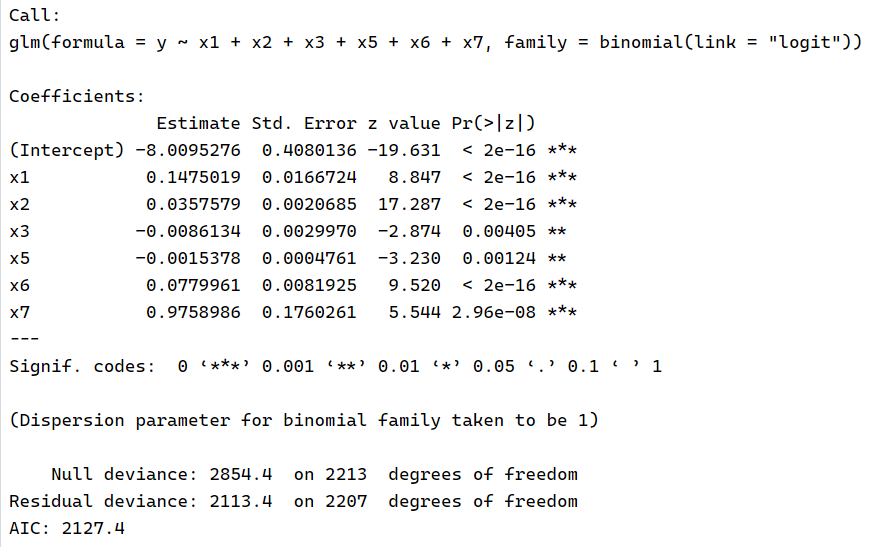 Call:
glm(formula = y ~ x1 + x2 + x3 + x5 + x6 + x7, family = binomial(link = "logit"))

Coefficients:
              Estimate Std. Error z value Pr(>|z|)
(Intercept) -8.0095276  0.4080136 -19.631  < 2e-16 ***
x1           0.1475019  0.0166724   8.847  < 2e-16 ***
x2           0.0357579  0.0020685  17.287  < 2e-16 ***
x3          -0.0086134  0.0029970  -2.874  0.00405 **
x5          -0.0015378  0.0004761  -3.230  0.00124 **
x6           0.0779961  0.0081925   9.520  < 2e-16 ***
x7           0.9758986  0.1760261   5.544 2.96e-08 ***
---
Signif. codes:  0 ‘***’ 0.001 ‘**’ 0.01 ‘*’ 0.05 ‘.’ 0.1 ‘ ’ 1

(Dispersion parameter for binomial family taken to be 1)

    Null deviance: 2854.4  on 2213  degrees of freedom
Residual deviance: 2113.4  on 2207  degrees of freedom
AIC: 2127.4